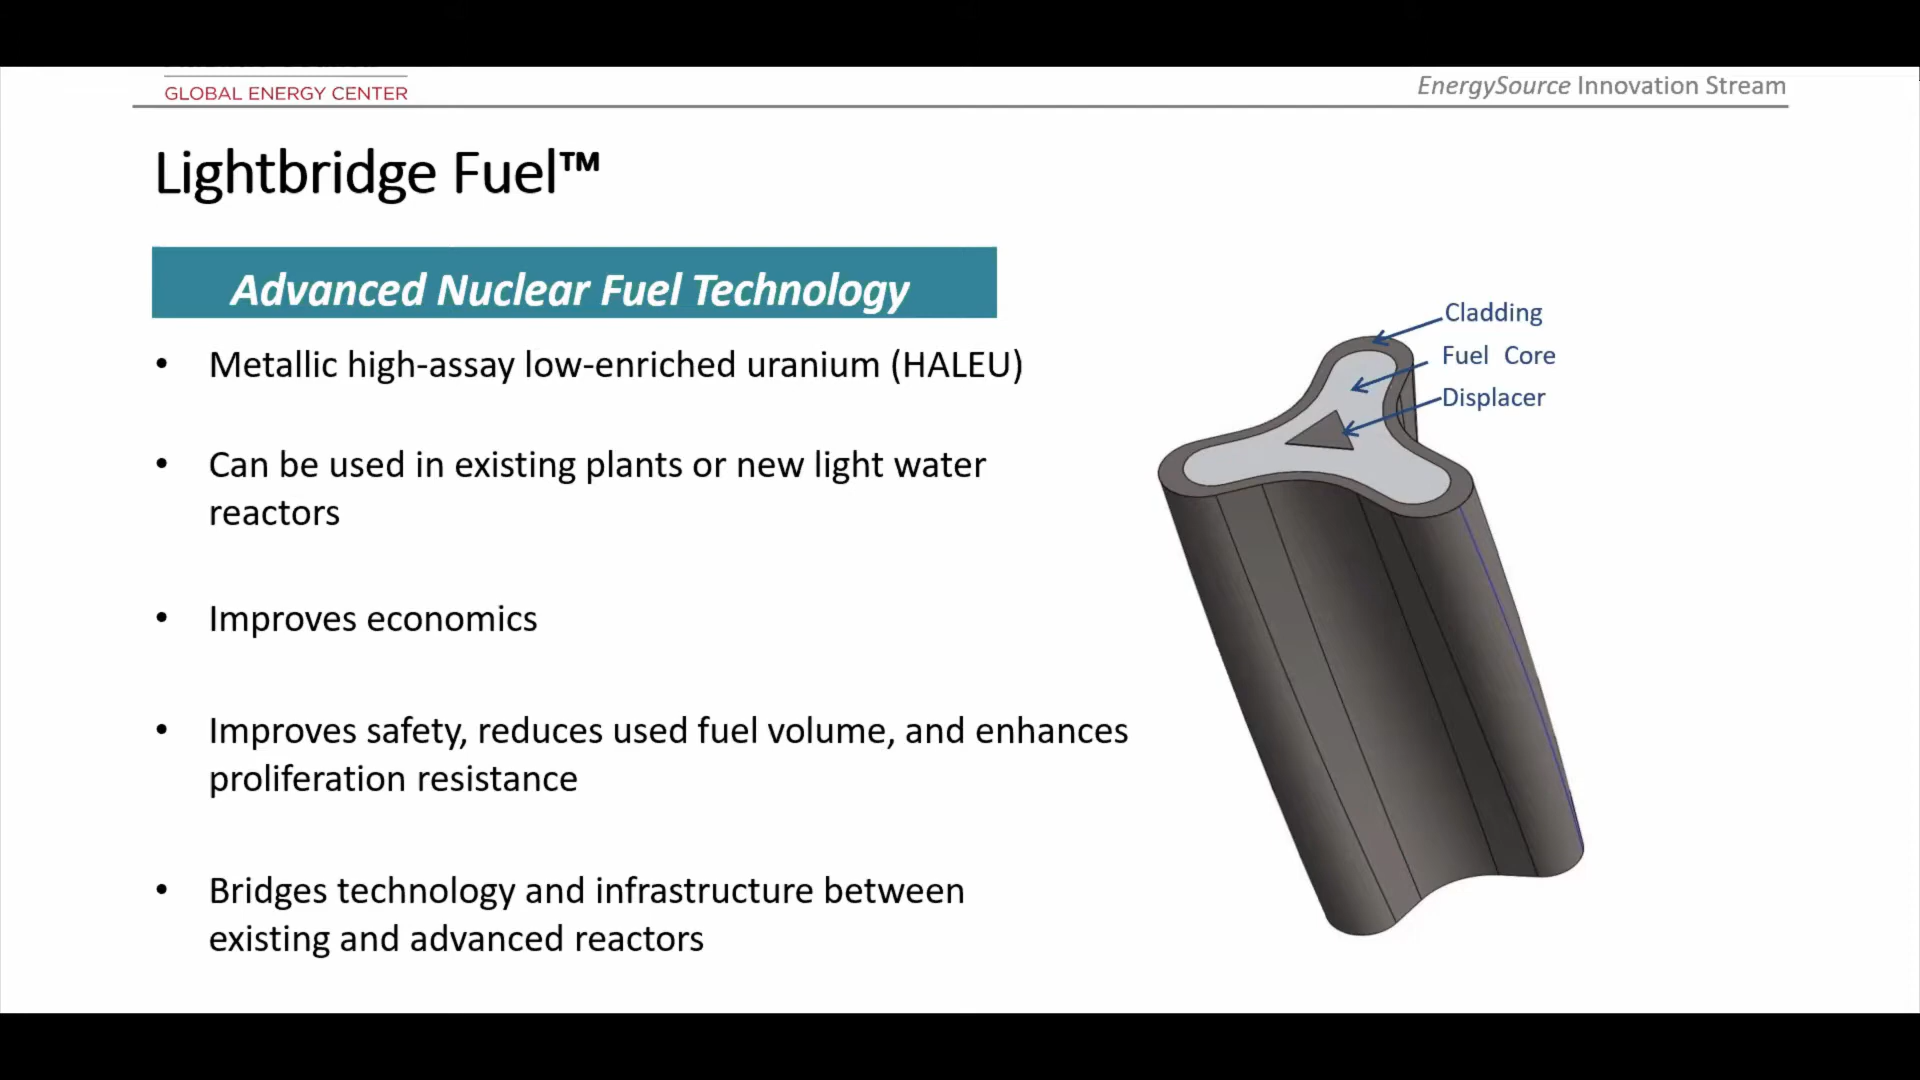 GLOBAL ENERGY CENTER
EnergySource Innovation Stream
Lightbridge Fuel™
Advanced Nuclear Fuel Technology
• Metallic high-assay low-enriched uranium (HALEU)
• Can be used in existing plants or new light water
reactors
• Improves economics
• Improves safety, reduces used fuel volume, and enhances
proliferation resistance
• Bridges technology and infrastructure between
existing and advanced reactors
Cladding
Fuel Core
Displacer